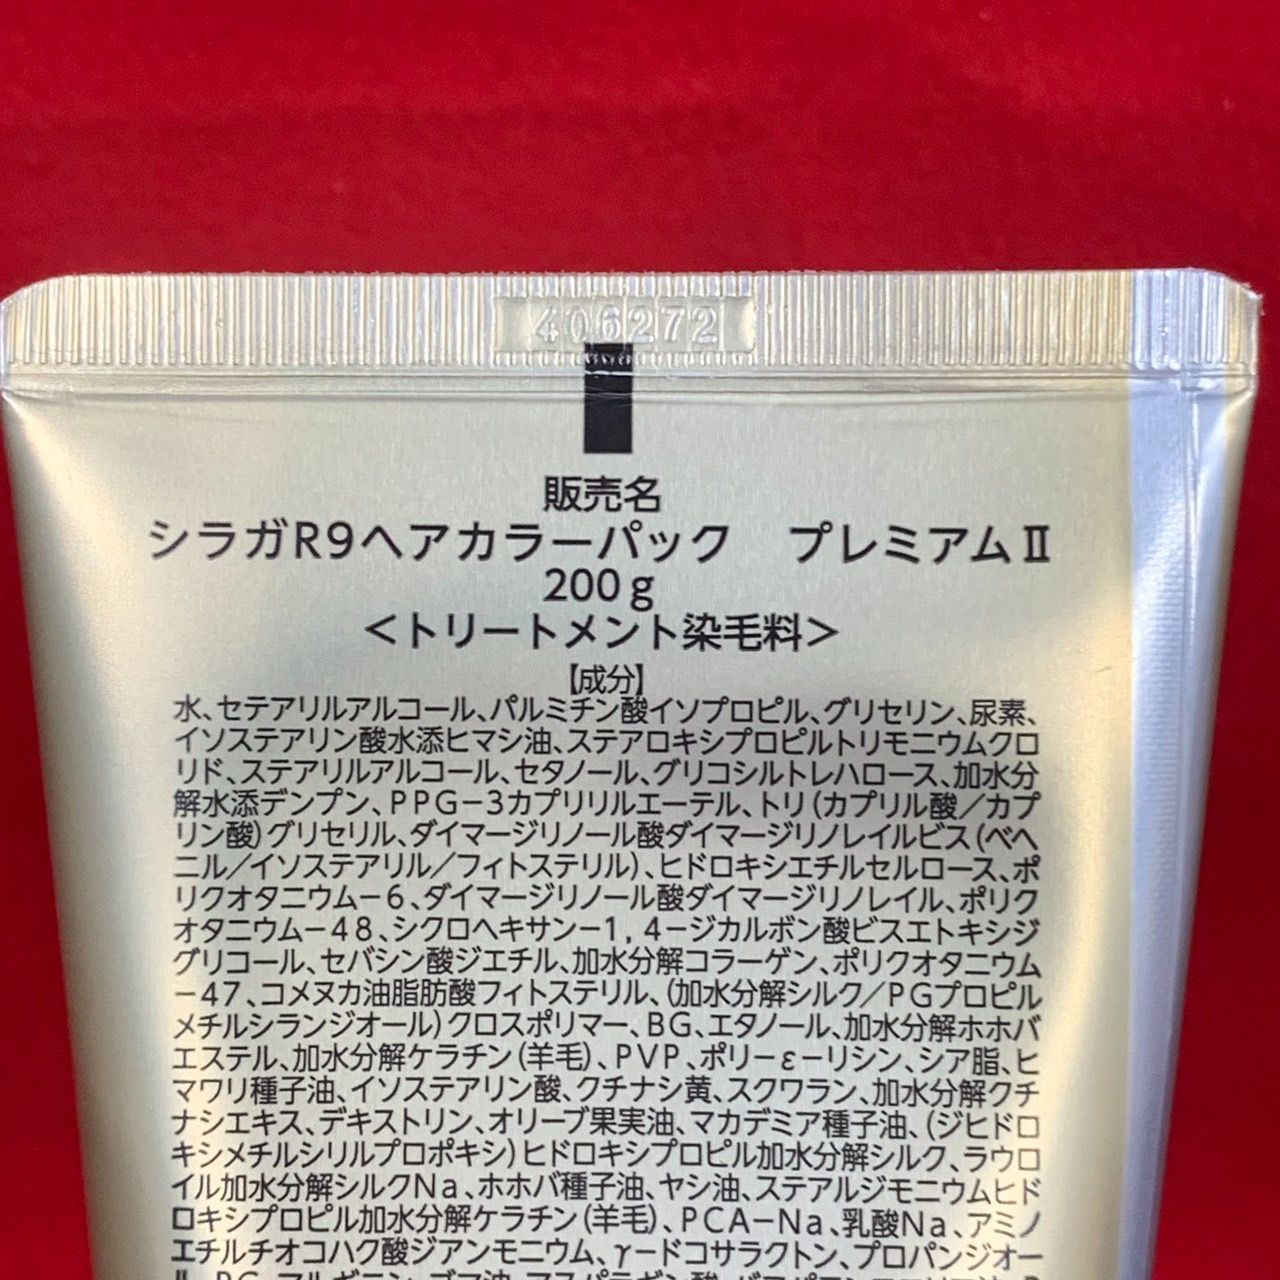 406272
販売名
シラガR9ヘアカラーパック　プレミアムⅡ
200g
＜トリートメント染毛料＞
【成分】
水、セテアリルアルコール、パルミチン酸イソプロピル、グリセリン、尿素、
イソステアリン酸水添ヒマシ油、ステアロキシプロピルトリモニウムクロ
リド、ステアリルアルコール、セタノール、グリコシルトレハロース、加水分
解水添デンプン、PPG－3カプリリルエーテル、トリ（カプリル酸／カプ
リン酸）グリセリル、ダイマージリノール酸ダイマージリノレイルビス（ベヘ
ニル／イソステアリル／フィトステリル）、ヒドロキシエチルセルロース、ポ
リクオタニウム－6、ダイマージリノール酸ダイマージリノレイル、ポリク
オタニウム－48、シクロヘキサン－1,4－ジカルボン酸ビスエトキシジ
グリコール、セバシン酸ジエチル、加水分解コラーゲン、ポリクオタニウム
－47、コメヌカ油脂肪酸フィトステリル、（加水分解シルク／PGプロピル
メチルシランジオール）クロスポリマー、BG、エタノール、加水分解ホホバ
エステル、加水分解ケラチン（羊毛）、PVP、ポリ－ε－リシン、シア脂、ヒ
マワリ種子油、イソステアリン酸、クチナシ黄、スクワラン、加水分解クチ
ナシエキス、デキストリン、オリーブ果実油、マカデミア種子油、（ジヒドロ
キシメチルシリルプロポキシ）ヒドロキシプロピル加水分解シルク、ラウロ
イル加水分解シルクNa、ホホバ種子油、ヤシ油、ステアルジモニウムヒド
ロキシプロピル加水分解ケラチン（羊毛）、PCA－Na、乳酸Na、アミノ
エチルチオコハク酸ジアンモニウム、γ－ドコサラクトン、プロパンジオー